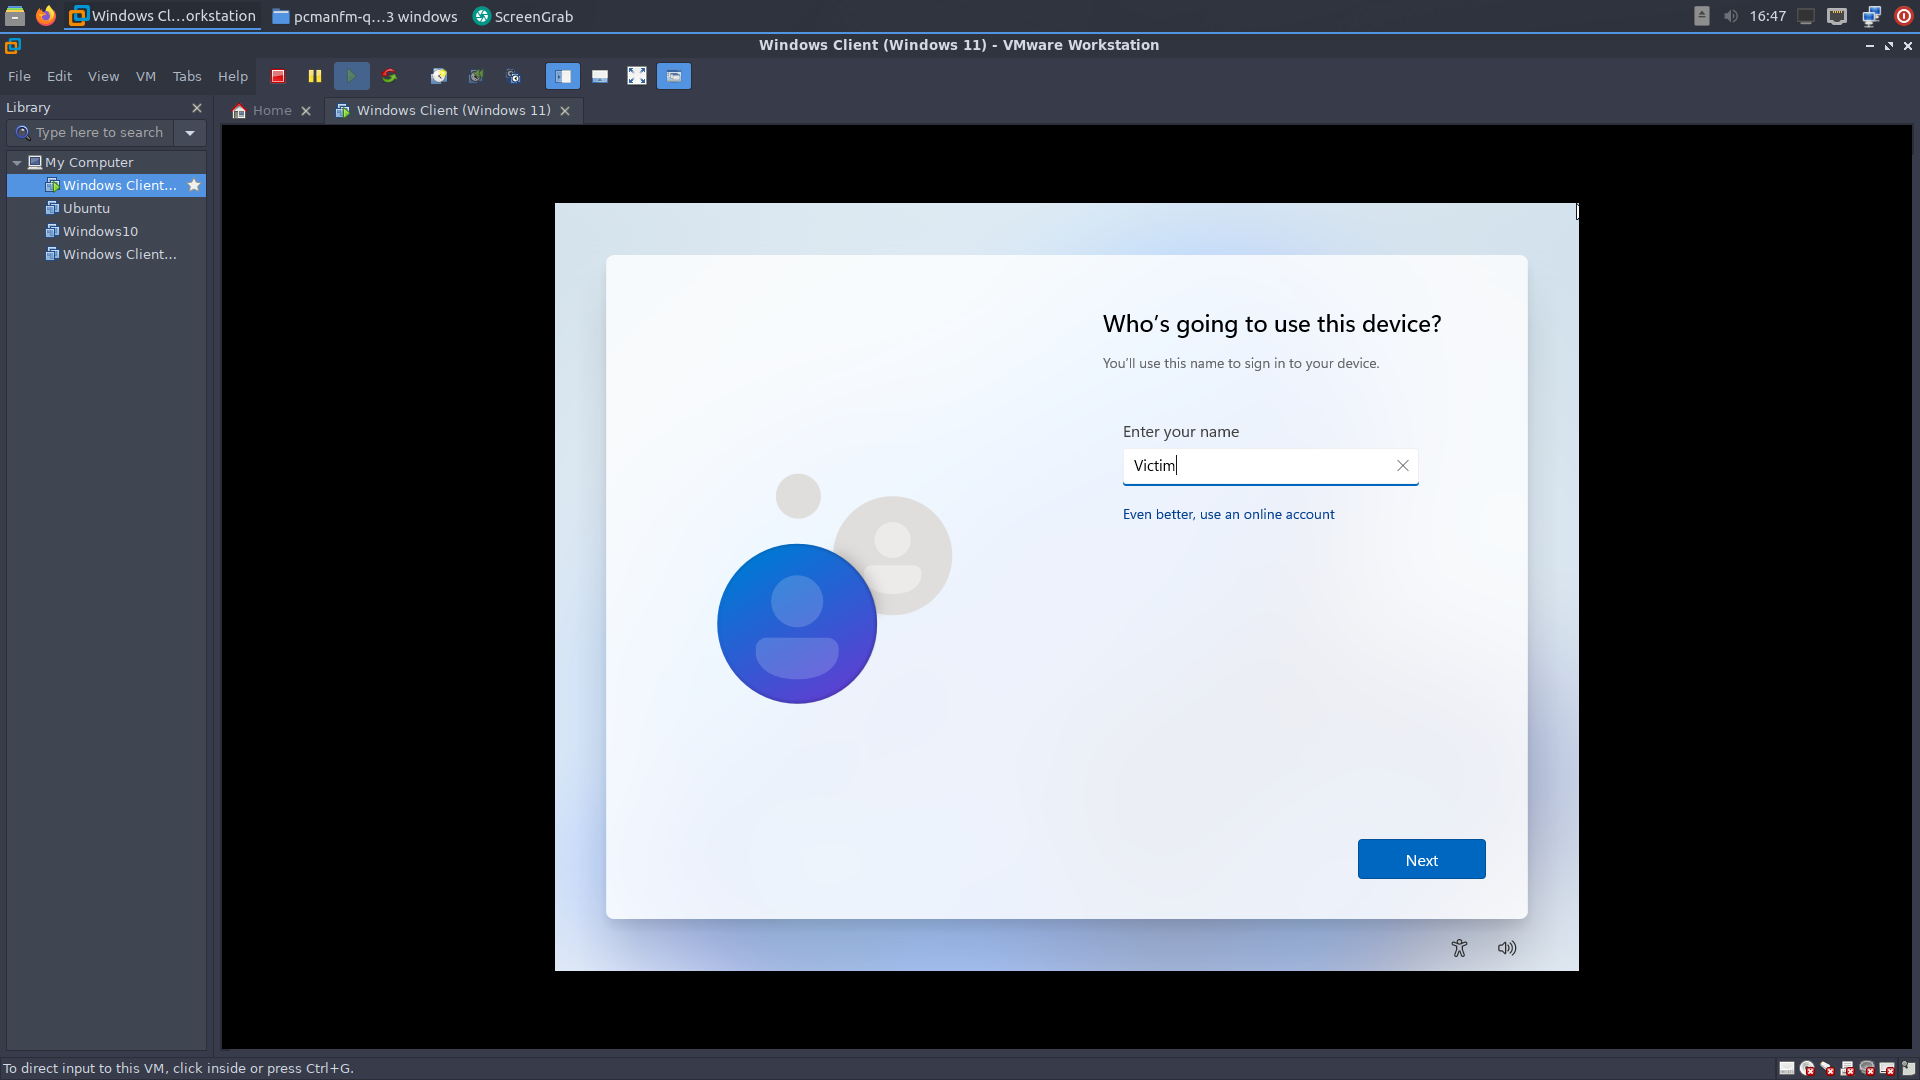 Windows Cl...orkstation
pcmanfm-q...3 windows
ScreenGrab
16:47
Windows Client (Windows 11) - VMware Workstation
File Edit View VM Tabs Help
Library
Home
Windows Client (Windows 11)
Type here to search
My Computer
Windows Client...
Ubuntu
Windows10
Windows Client...
Who's going to use this device?
You'll use this name to sign in to your device.
Enter your name
Victim
Even better, use an online account
Next
To direct input to this VM, click inside or press Ctrl+G.